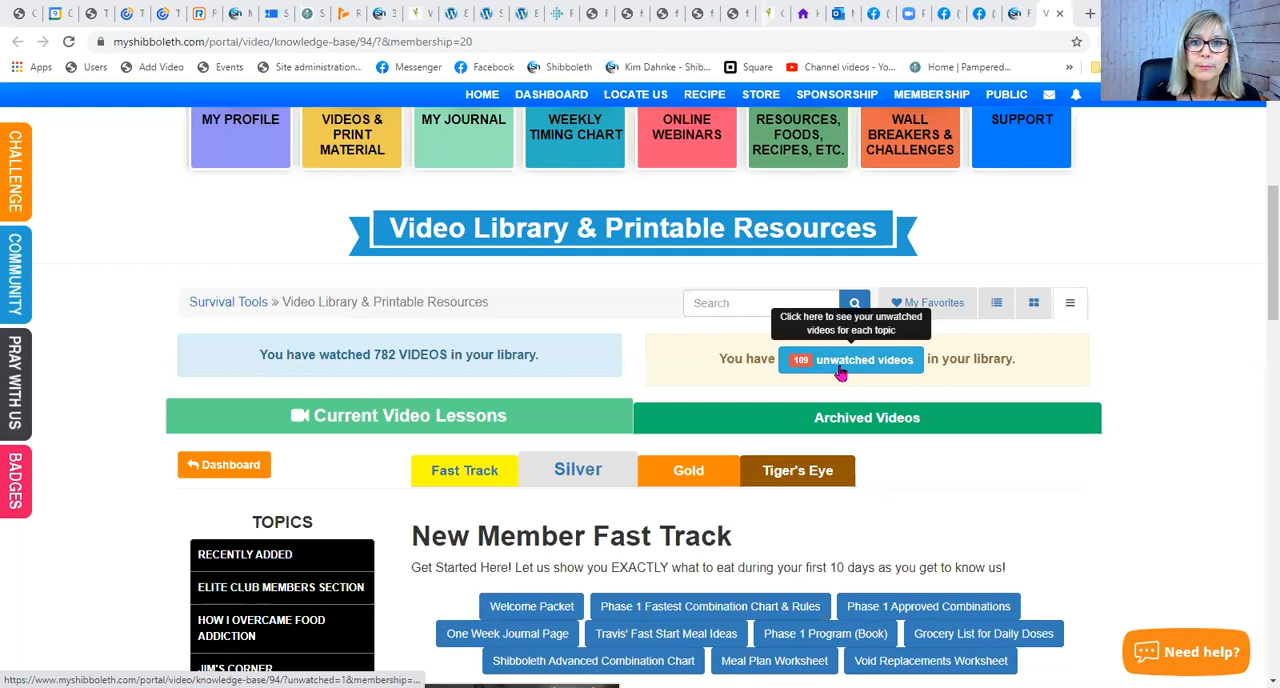 myshibboleth.com/portal/video/knowledge-base/94/?&membership=20
Apps Users Add Video Events Site administration... Messenger Shibboleth Kim Dahnke - Shib... Square Channel videos - Yo... Home | Pampered... »
HOME DASHBOARD LOCATE US RECIPE STORE SPONSORSHIP MEMBERSHIP PUBLIC
MY PROFILE
VIDEOS & PRINT MATERIAL
MY JOURNAL
WEEKLY TIMING CHART
ONLINE WEBINARS
RESOURCES, FOODS, RECIPES, ETC.
WALL BREAKERS & CHALLENGES
SUPPORT
CHALLENGE
COMMUNITY
PRAY WITH US
BADGES
Video Library & Printable Resources
Survival Tools » Video Library & Printable Resources
Search
My Favorites
Click here to see your unwatched
videos for each topic
You have watched 782 VIDEOS in your library.
You have 109 unwatched videos in your library.
Current Video Lessons
Archived Videos
Dashboard
Fast Track Silver Gold Tiger's Eye
TOPICS
RECENTLY ADDED
ELITE CLUB MEMBERS SECTION
HOW I OVERCAME FOOD
ADDICTION
JIM'S CORNER
New Member Fast Track
Get Started Here! Let us show you EXACTLY what to eat during your first 10 days as you get to know us!
Welcome Packet Phase 1 Fastest Combination Chart & Rules Phase 1 Approved Combinations
One Week Journal Page Travis' Fast Start Meal Ideas Phase 1 Program (Book) Grocery List for Daily Doses
Shibboleth Advanced Combination Chart Meal Plan Worksheet Void Replacements Worksheet
Need help?
https://www.myshibboleth.com/portal/video/knowledge-base/94/?unwatched=1&membership=...